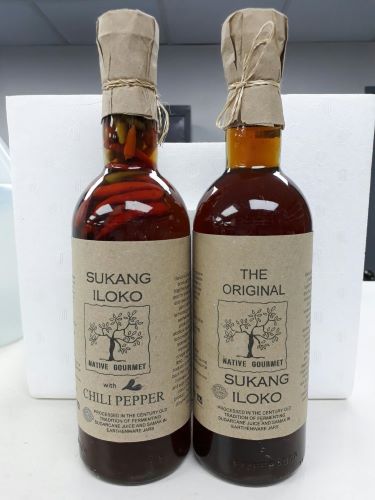 SUKANG
ILOKO
NATIVE GOURMET
with
CHILI PEPPER
PROCESSED IN THE CENTURY OLD
TRADITION OF FERMENTING
SUGARCANE JUICE AND SAMAK IN
EARTHENWARE JARS
THE
ORIGINAL
NATIVE GOURMET
SUKANG
ILOKO
PROCESSED IN THE CENTURY OLD
TRADITION OF FERMENTING
SUGARCANE JUICE AND SAMAK IN
EARTHENWARE JARS